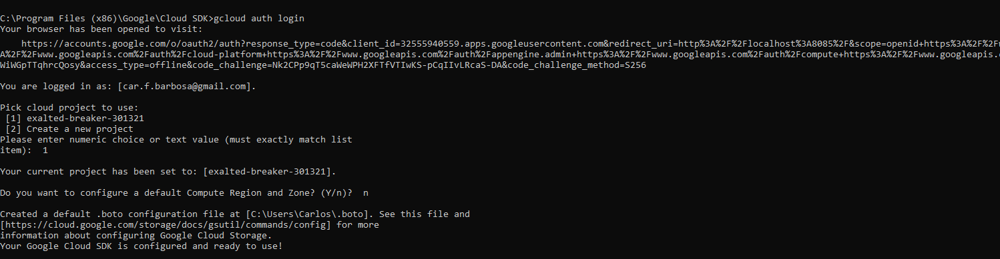 C:\Program Files (x86)\Google\Cloud SDK>gcloud auth login
Your browser has been opened to visit:
https://accounts.google.com/o/oauth2/auth?response_type=code&client_id=32555940559.apps.googleusercontent.com&redirect_uri=http%3A%2F%2Flocalhost%3A8085%2F&scope=openid+https%3A%2F%2Fw
A%2F%2Fwww.googleapis.com%2Fauth%2Fcloud-platform+https%3A%2F%2Fwww.googleapis.com%2Fauth%2Fappengine.admin+https%3A%2F%2Fwww.googleapis.com%2Fauth%2Fcompute+https%3A%2F%2Fwww.googleapis.c
WiWGpTTqhrcQosy&access_type=offline&code_challenge=Nk2CPp9qT5caWeWPH2XFTfVTIwKS-pCqIIvLRcaS-DA&code_challenge_method=S256
You are logged in as: [car.f.barbosa@gmail.com].
Pick cloud project to use:
[1] exalted-breaker-301321
[2] Create a new project
Please enter numeric choice or text value (must exactly match list
item):  1
Your current project has been set to: [exalted-breaker-301321].
Do you want to configure a default Compute Region and Zone? (Y/n)?  n
Created a default .boto configuration file at [C:\Users\Carlos\.boto]. See this file and
[https://cloud.google.com/storage/docs/gsutil/commands/config] for more
information about configuring Google Cloud Storage.
Your Google Cloud SDK is configured and ready to use!